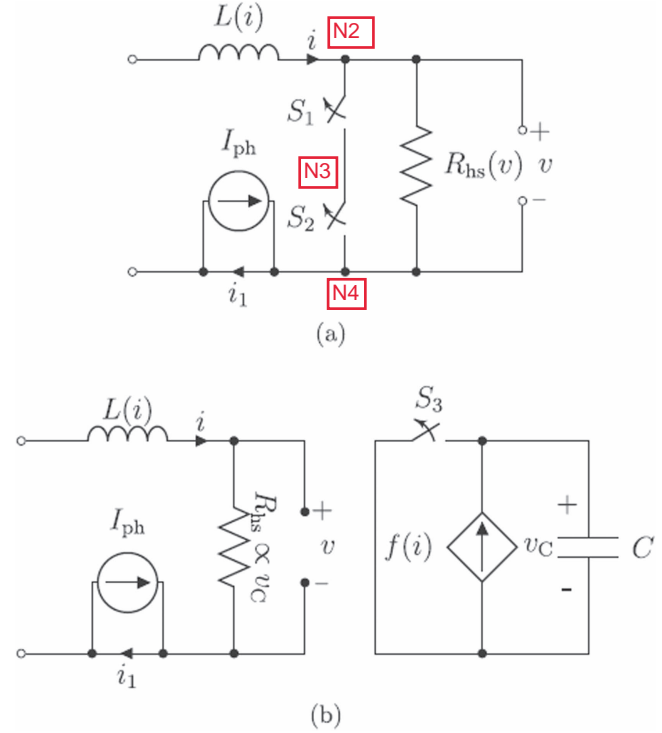 L(i)
i
N2
S1
Iph
N3
Rhs(v)
+
v
−
S2
i1
N4
(a)
L(i)
i
S3
Iph
Rhs ∝ vC
+
v
−
f(i)
vC
+
-
C
i1
(b)